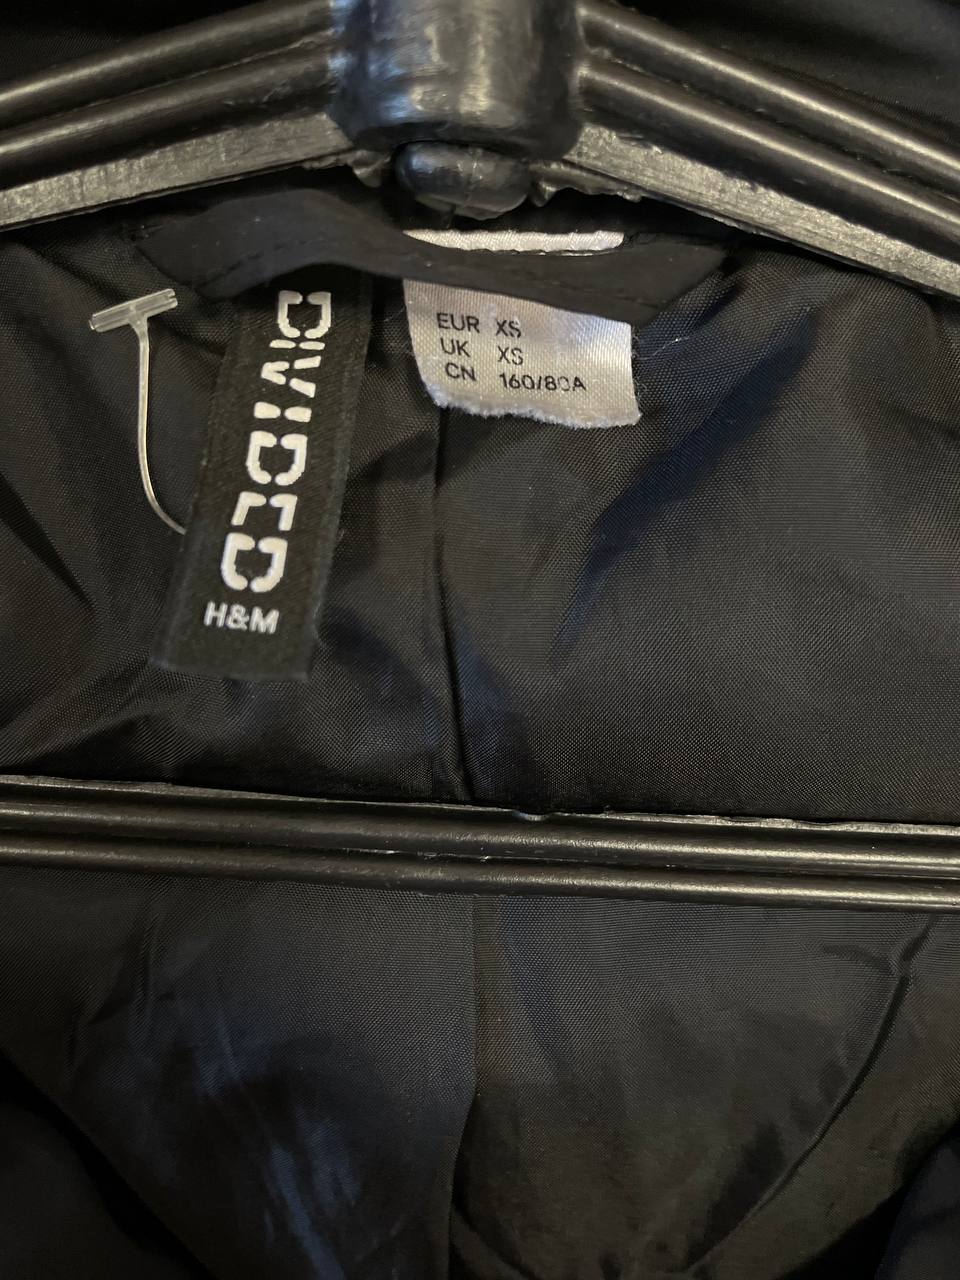 DIVIDED
H&M
EUR XS
UK XS
CN 160/80A